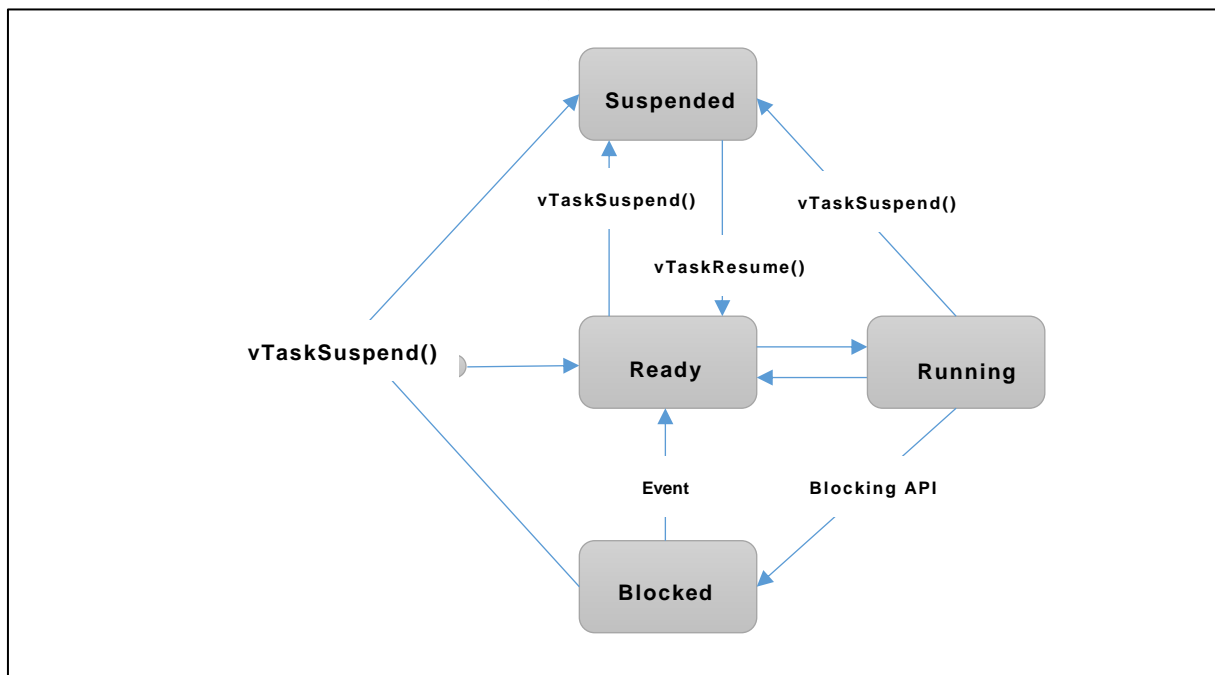 Suspended
vTaskSuspend()
vTaskSuspend()
vTaskResume()
vTaskSuspend()
Ready
Running
Event
Blocking API
Blocked